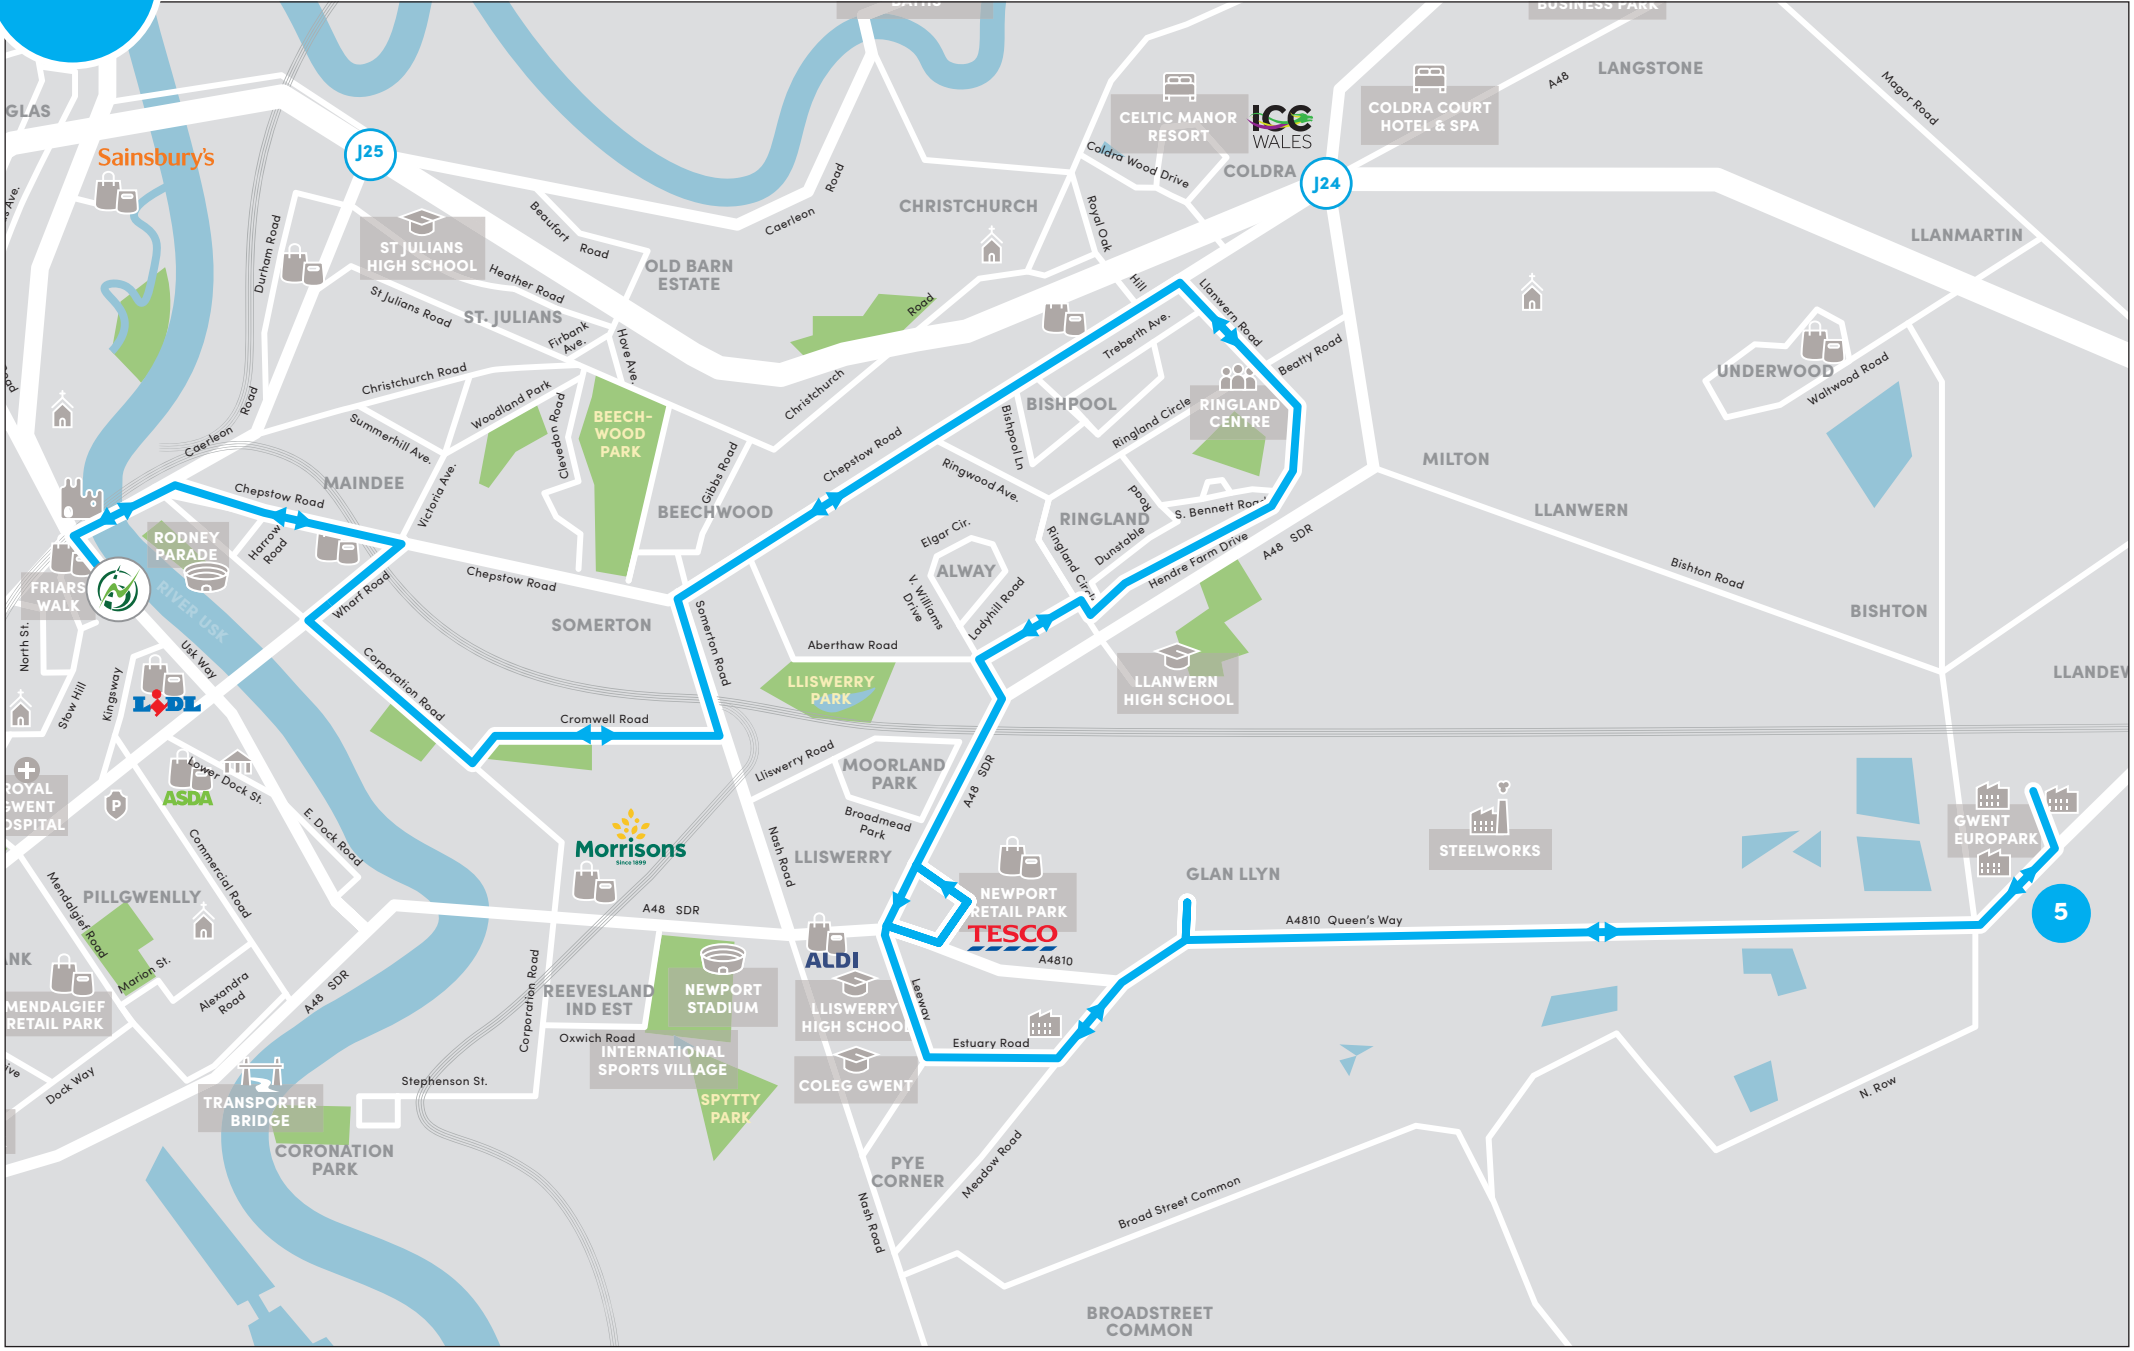 BUSINESS PARK
LANGSTONE
A48
Magor Road
GLAS
Sainsbury's
J25
CELTIC MANOR
RESORT
ICC
WALES
COLDRA COURT
HOTEL & SPA
Coldra Wood Drive
COLDRA
J24
Road
Caerleon
CHRISTCHURCH
Royal Oak
Hill
LLANMARTIN
Durham Road
ST JULIANS
HIGH SCHOOL
Beaufort
Road
OLD BARN
ESTATE
Heather Road
St Julians Road
ST. JULIANS
Firbank
Ave.
Hove Ave.
Road
Christchurch
Llanwern Road
Treberth Ave.
Beatty Road
UNDERWOOD
Waltwood Road
Christchurch Road
Woodland Park
Clevedon Road
BEECH-
WOOD
PARK
BISHPOOL
Bishpool Ln
Ringland Circle
RINGLAND
CENTRE
Road
Caerleon
Summerhill Ave.
Victoria Ave.
MAINDEE
Gibbs Road
Chepstow Road
Ringwood Ave.
MILTON
Chepstow Road
BEECHWOOD
RINGLAND
Road
Dunstable
S. Bennett Road
LLANWERN
RODNEY
PARADE
Harrow
Road
Elgar Cir.
ALWAY
V. Williams
Drive
Ladyhill Road
Ringland Circle
Hendre Farm Drive
A48 SDR
Bishton Road
BISHTON
FRIARS
WALK
RIVER USK
Wharf Road
Chepstow Road
SOMERTON
Somerton Road
Aberthaw Road
North St.
Usk Way
Kingsway
Stow Hill
LIDL
Corporation Road
Cromwell Road
LLISWERRY
PARK
LLANWERN
HIGH SCHOOL
LLANDEV
ROYAL
GWENT
OSPITAL
P
Lower Dock St.
ASDA
E. Dock Road
Commercial Road
Morrisons
Since 1899
Lliswerry Road
MOORLAND
PARK
Broadmead
Park
A48 SDR
Nash Road
LLISWERRY
STEELWORKS
GWENT
EUROPARK
GLAN LLYN
NEWPORT
RETAIL PARK
TESCO
A4810 Queen's Way
5
A4810
PILLGWENLLY
Mendalgief Road
Marion St.
Alexandra
Road
A48 SDR
A48 SDR
ANK
MENDALGIEF
RETAIL PARK
ive
Dock Way
Corporation Road
REEVESLAND
IND EST
Oxwich Road
NEWPORT
STADIUM
ALDI
LLISWERRY
HIGH SCHOOL
Leeway
Estuary Road
INTERNATIONAL
SPORTS VILLAGE
COLEG GWENT
SPYTTY
PARK
Stephenson St.
TRANSPORTER
BRIDGE
CORONATION
PARK
PYE
CORNER
Meadow Road
Nash Road
Broad Street Common
N. Row
BROADSTREET
COMMON